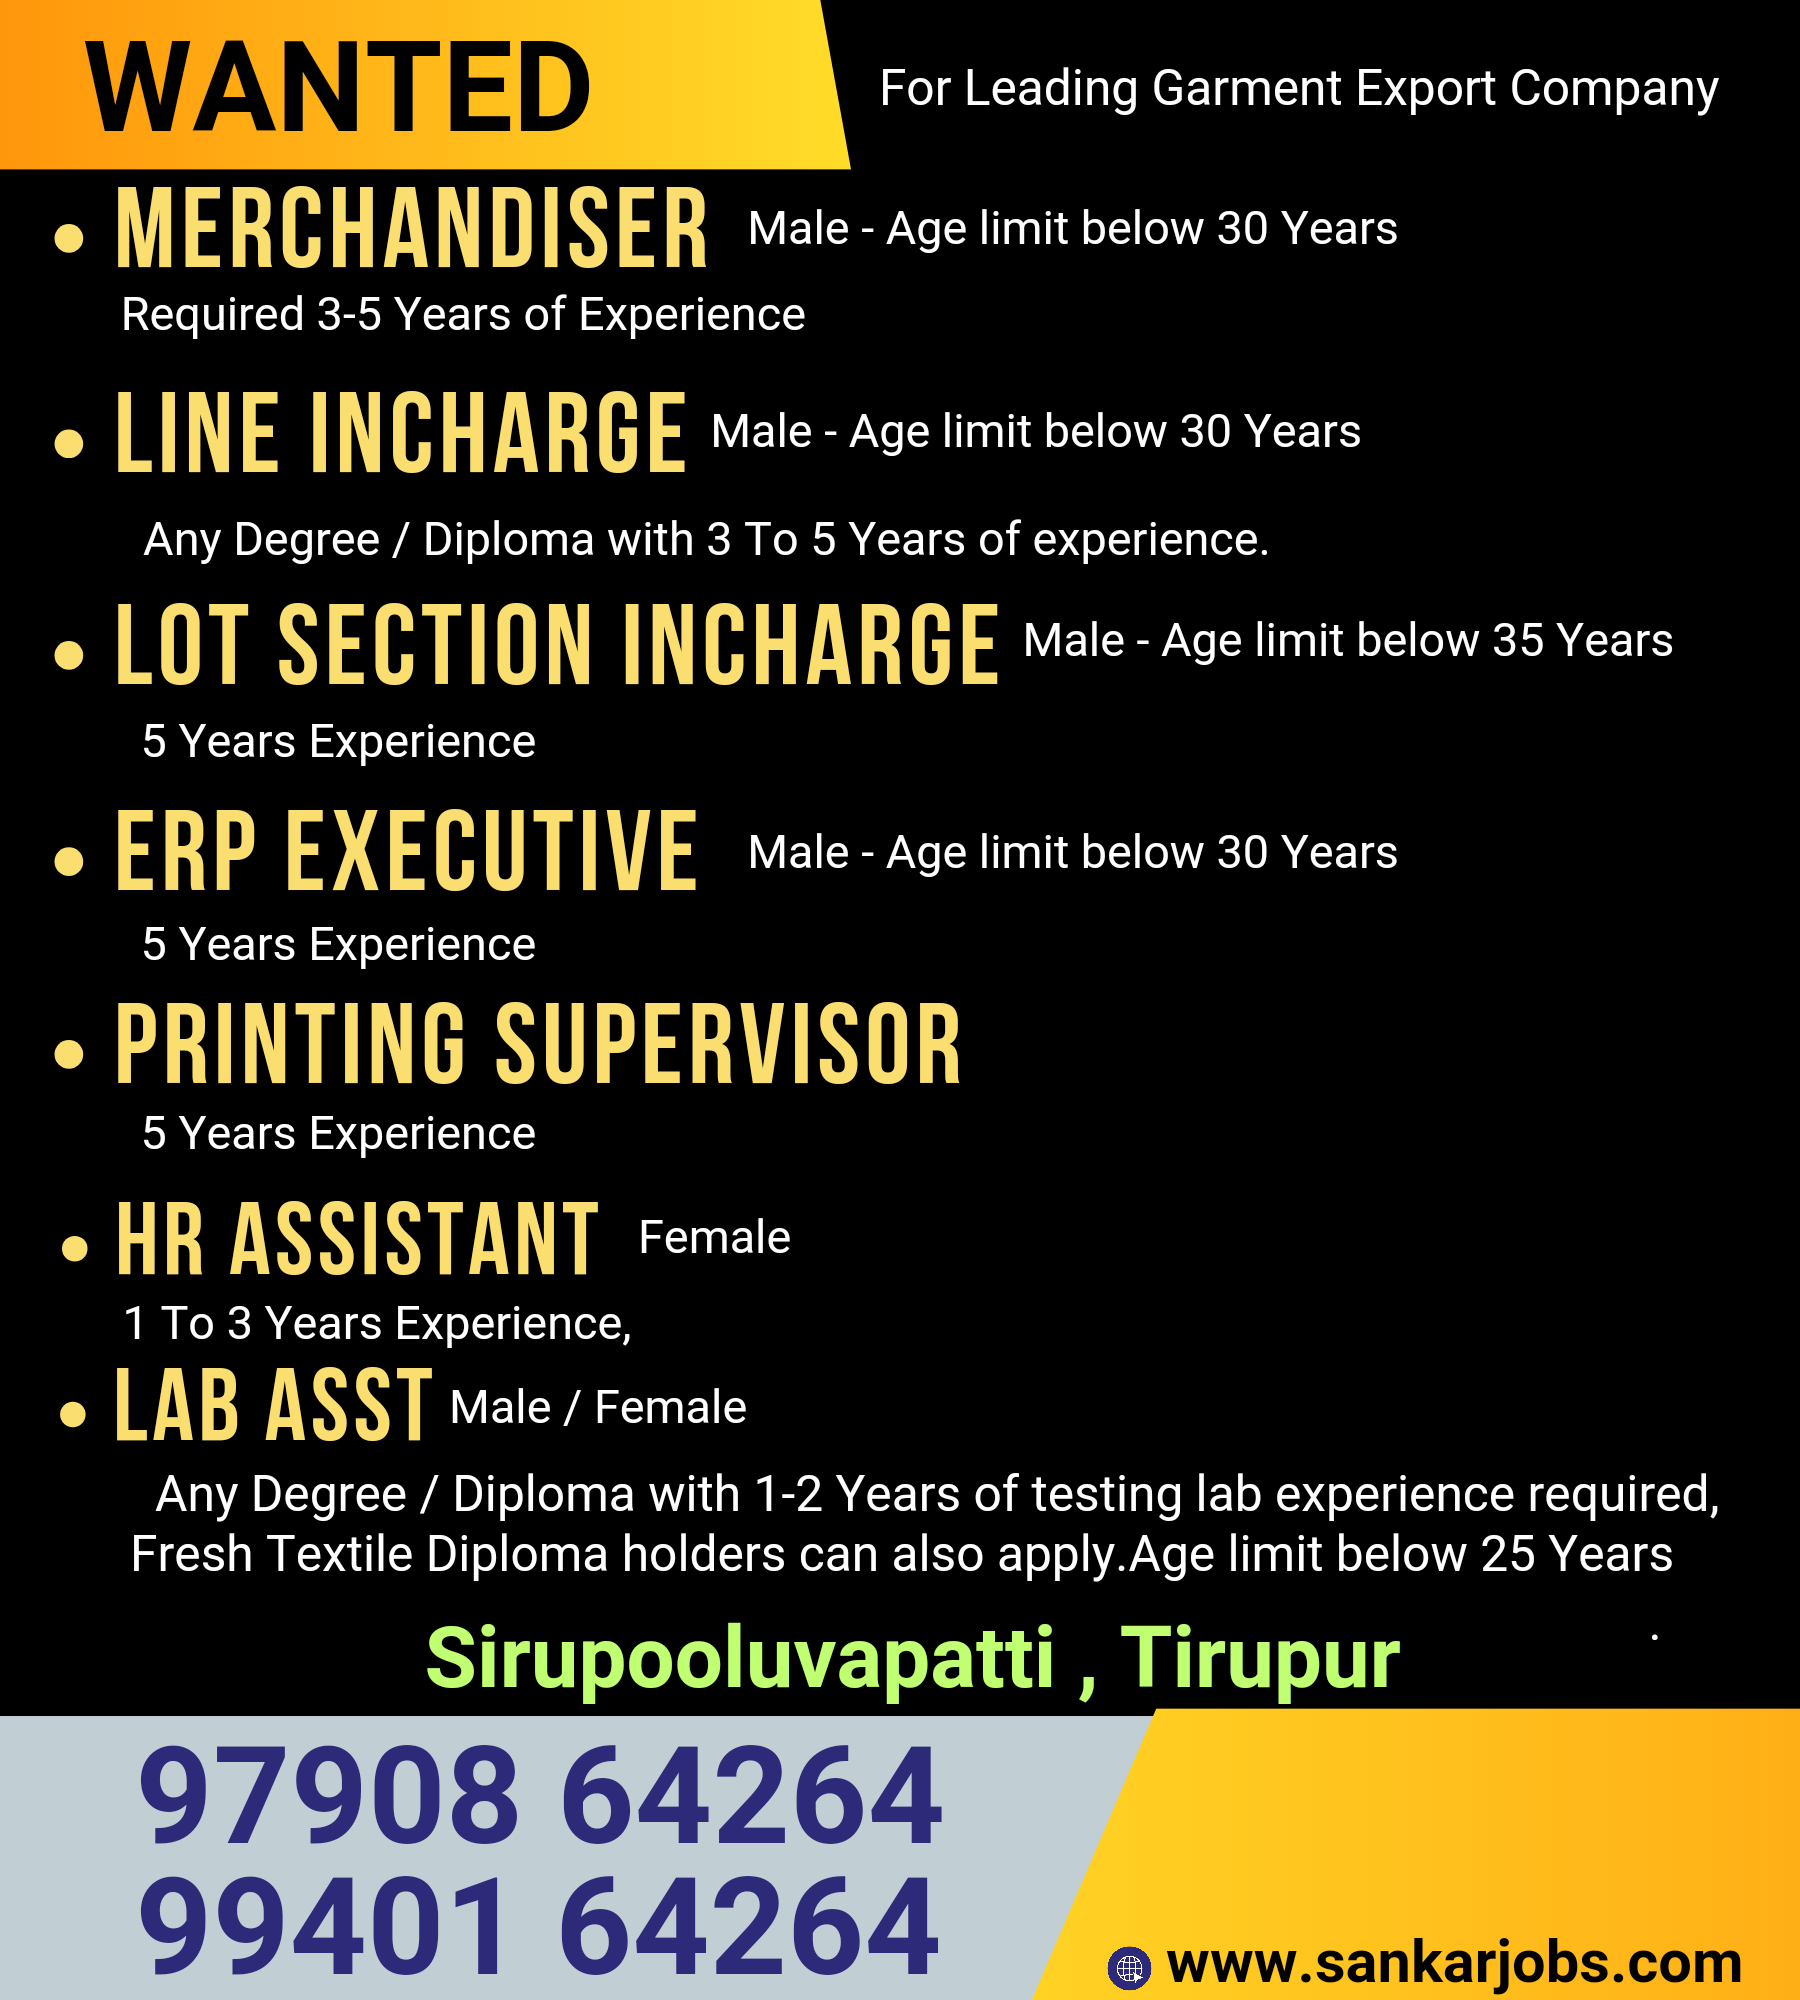 WANTED
For Leading Garment Export Company
• MERCHANDISER Male - Age limit below 30 Years
Required 3-5 Years of Experience
• LINE INCHARGE Male - Age limit below 30 Years
Any Degree / Diploma with 3 To 5 Years of experience.
• LOT SECTION INCHARGE Male - Age limit below 35 Years
5 Years Experience
• ERP EXECUTIVE Male - Age limit below 30 Years
5 Years Experience
• PRINTING SUPERVISOR
5 Years Experience
• HR ASSISTANT Female
1 To 3 Years Experience,
• LAB ASST Male / Female
Any Degree / Diploma with 1-2 Years of testing lab experience required,
Fresh Textile Diploma holders can also apply.Age limit below 25 Years
.
Sirupooluvapatti , Tirupur
97908 64264
99401 64264
www.sankarjobs.com